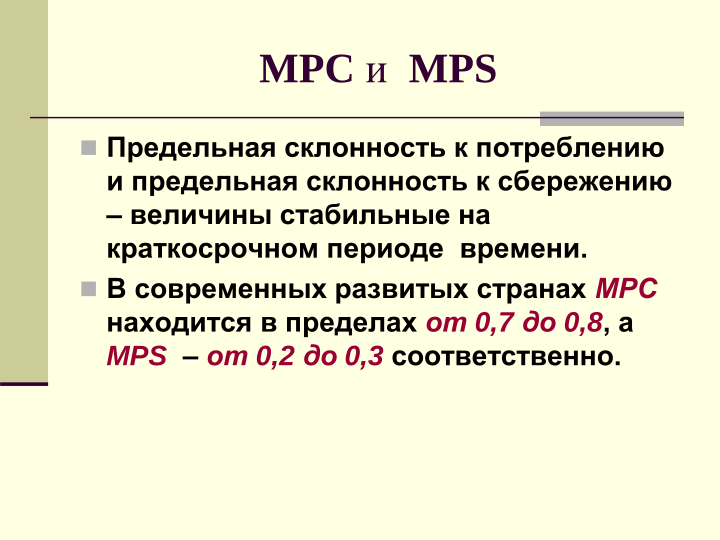 MPC и MPS
Предельная склонность к потреблению
и предельная склонность к сбережению
– величины стабильные на
краткосрочном периоде времени.
В современных развитых странах MPC
находится в пределах от 0,7 до 0,8, а
MPS – от 0,2 до 0,3 соответственно.